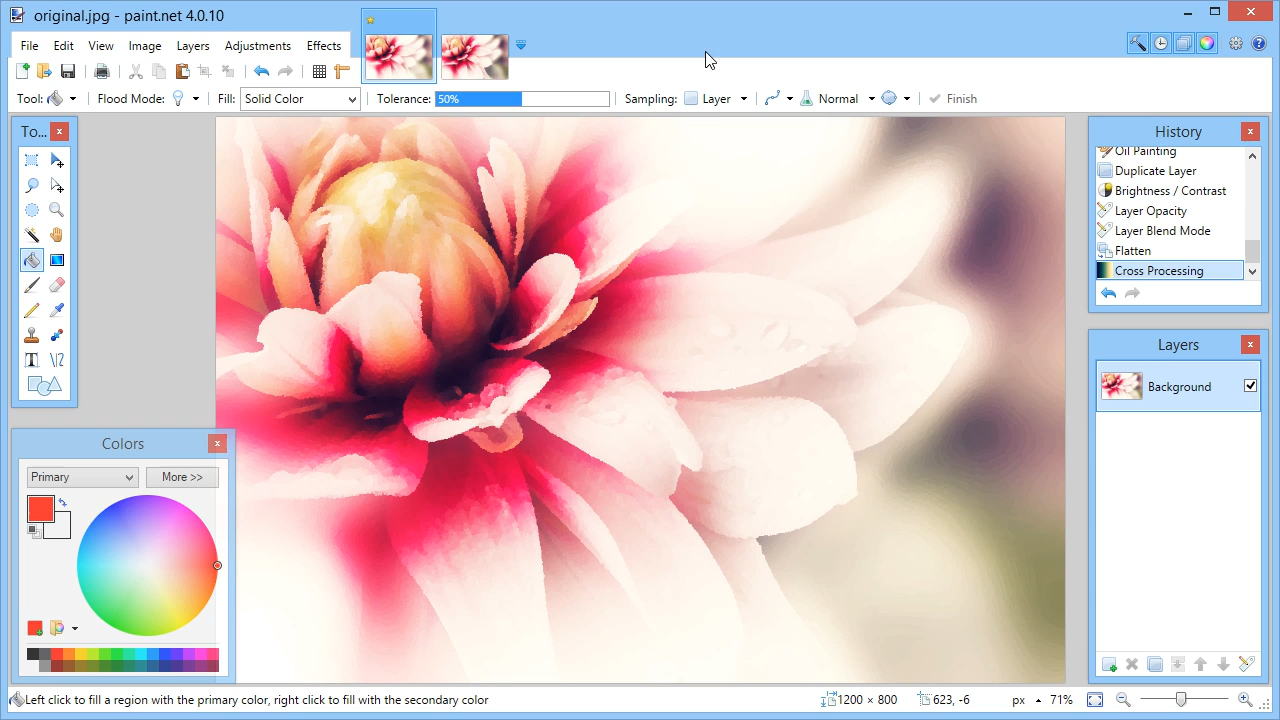 original.jpg - paint.net 4.0.10
File Edit View Image Layers Adjustments Effects
Tool: Flood Mode: Fill: Solid Color Tolerance: 50% Sampling: Layer Normal Finish
To...
History
Oil Painting
Duplicate Layer
Brightness / Contrast
Layer Opacity
Layer Blend Mode
Flatten
Cross Processing
Layers
Background
Colors
Primary More >>
Left click to fill a region with the primary color, right click to fill with the secondary color 1200 × 800 623, -6 px 71%